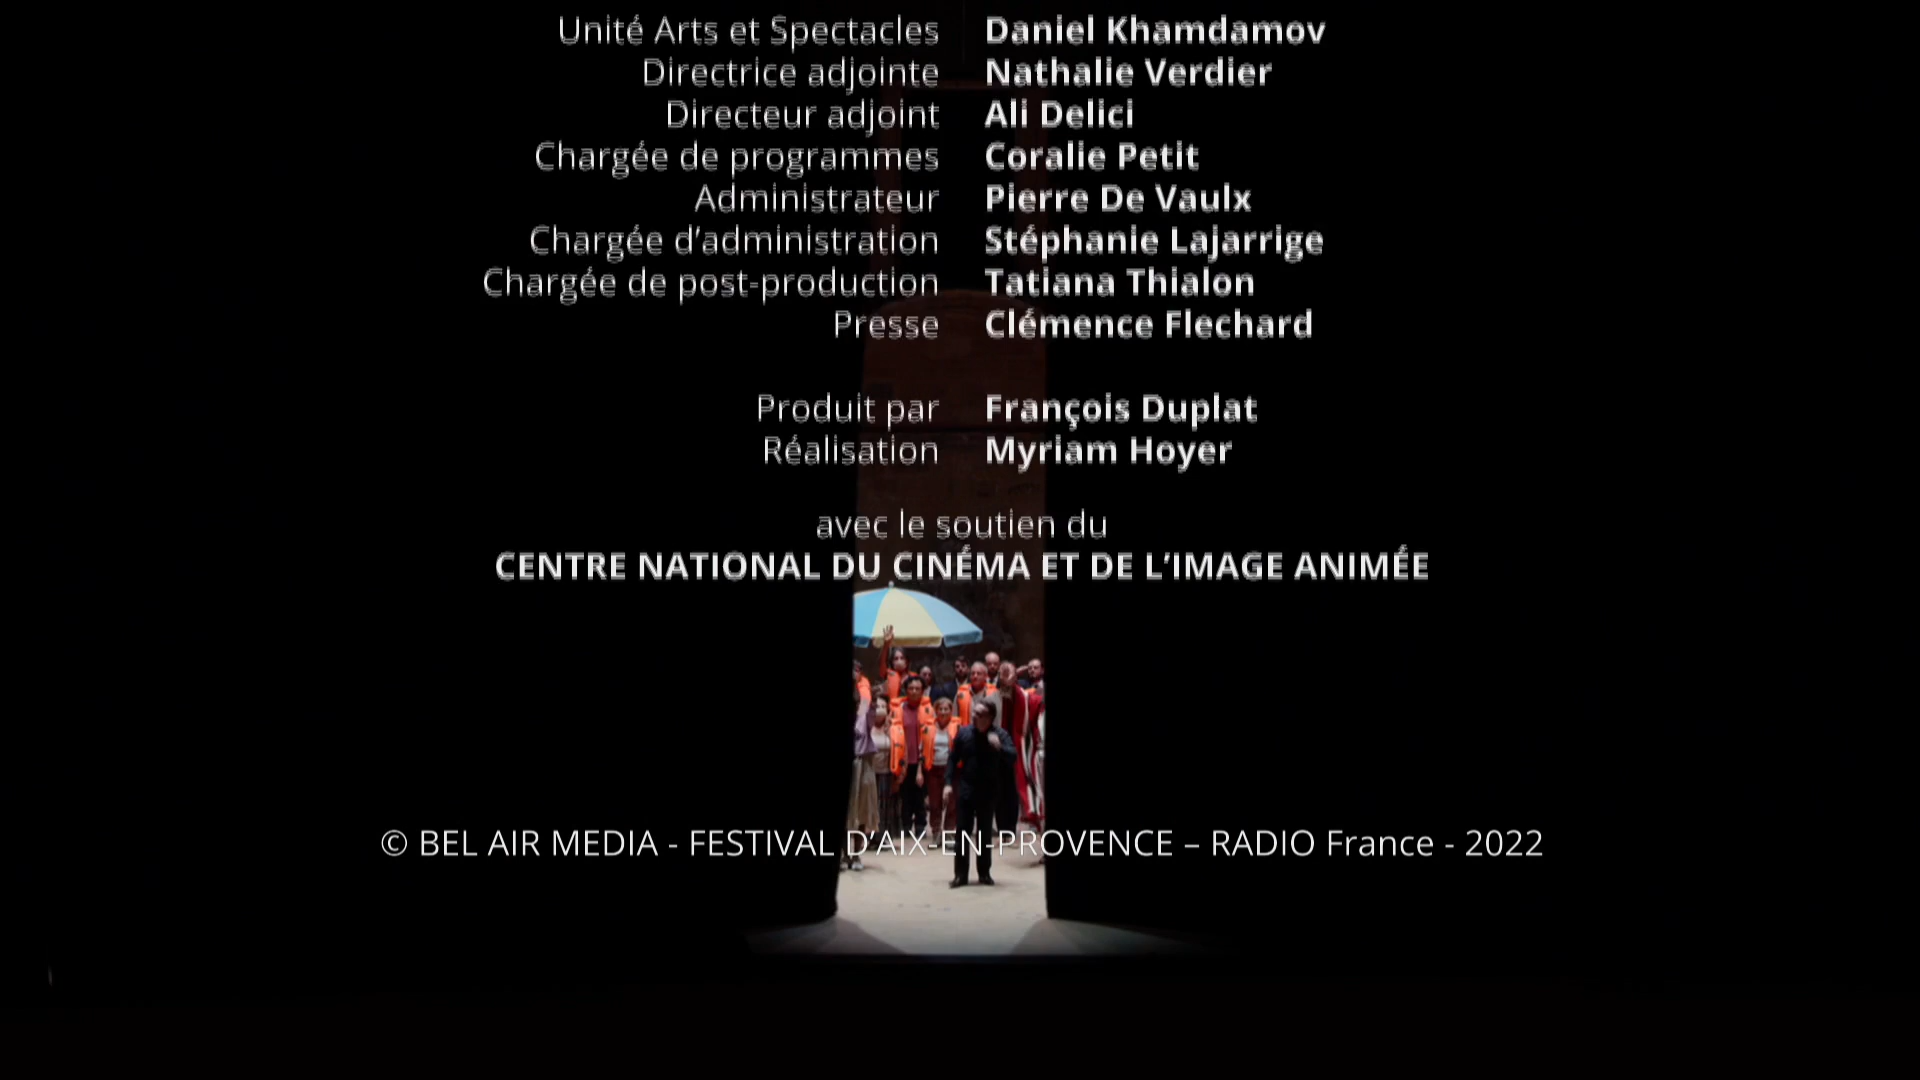 Unité Arts et Spectacles Daniel Khamdamov
Directrice adjointe Nathalie Verdier
Directeur adjoint Ali Delici
Chargée de programmes Coralie Petit
Administrateur Pierre De Vaulx
Chargée d’administration Stéphanie Lajarrige
Chargée de post-production Tatiana Thialon
Presse Clémence Flechard
Produit par François Duplat
Réalisation Myriam Hoyer
avec le soutien du
CENTRE NATIONAL DU CINÉMA ET DE L’IMAGE ANIMÉE
© BEL AIR MEDIA - FESTIVAL D’AIX-EN-PROVENCE – RADIO France - 2022